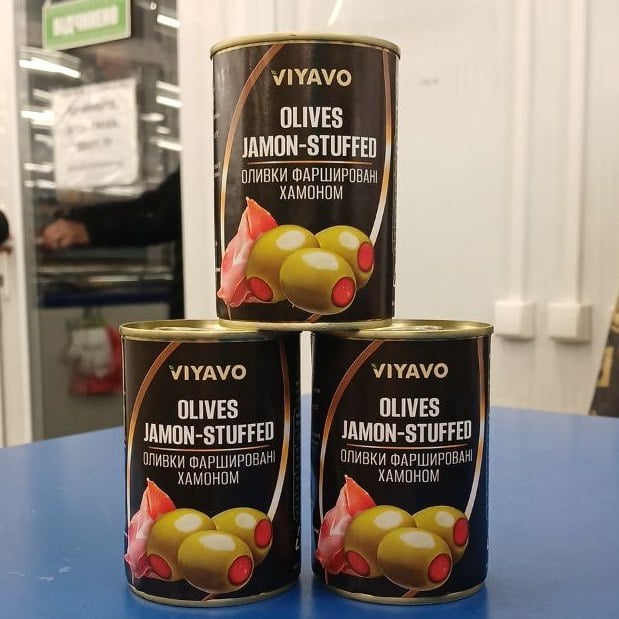 ВІДЧИНЕНО
VIYAVO
OLIVES
JAMON-STUFFED
ОЛИВКИ ФАРШИРОВАНІ
ХАМОНОМ
VIYAVO
OLIVES
JAMON-STUFFED
ОЛИВКИ ФАРШИРОВАНІ
ХАМОНОМ
VIYAVO
OLIVES
JAMON-STUFFED
ОЛИВКИ ФАРШИРОВАНІ
ХАМОНОМ